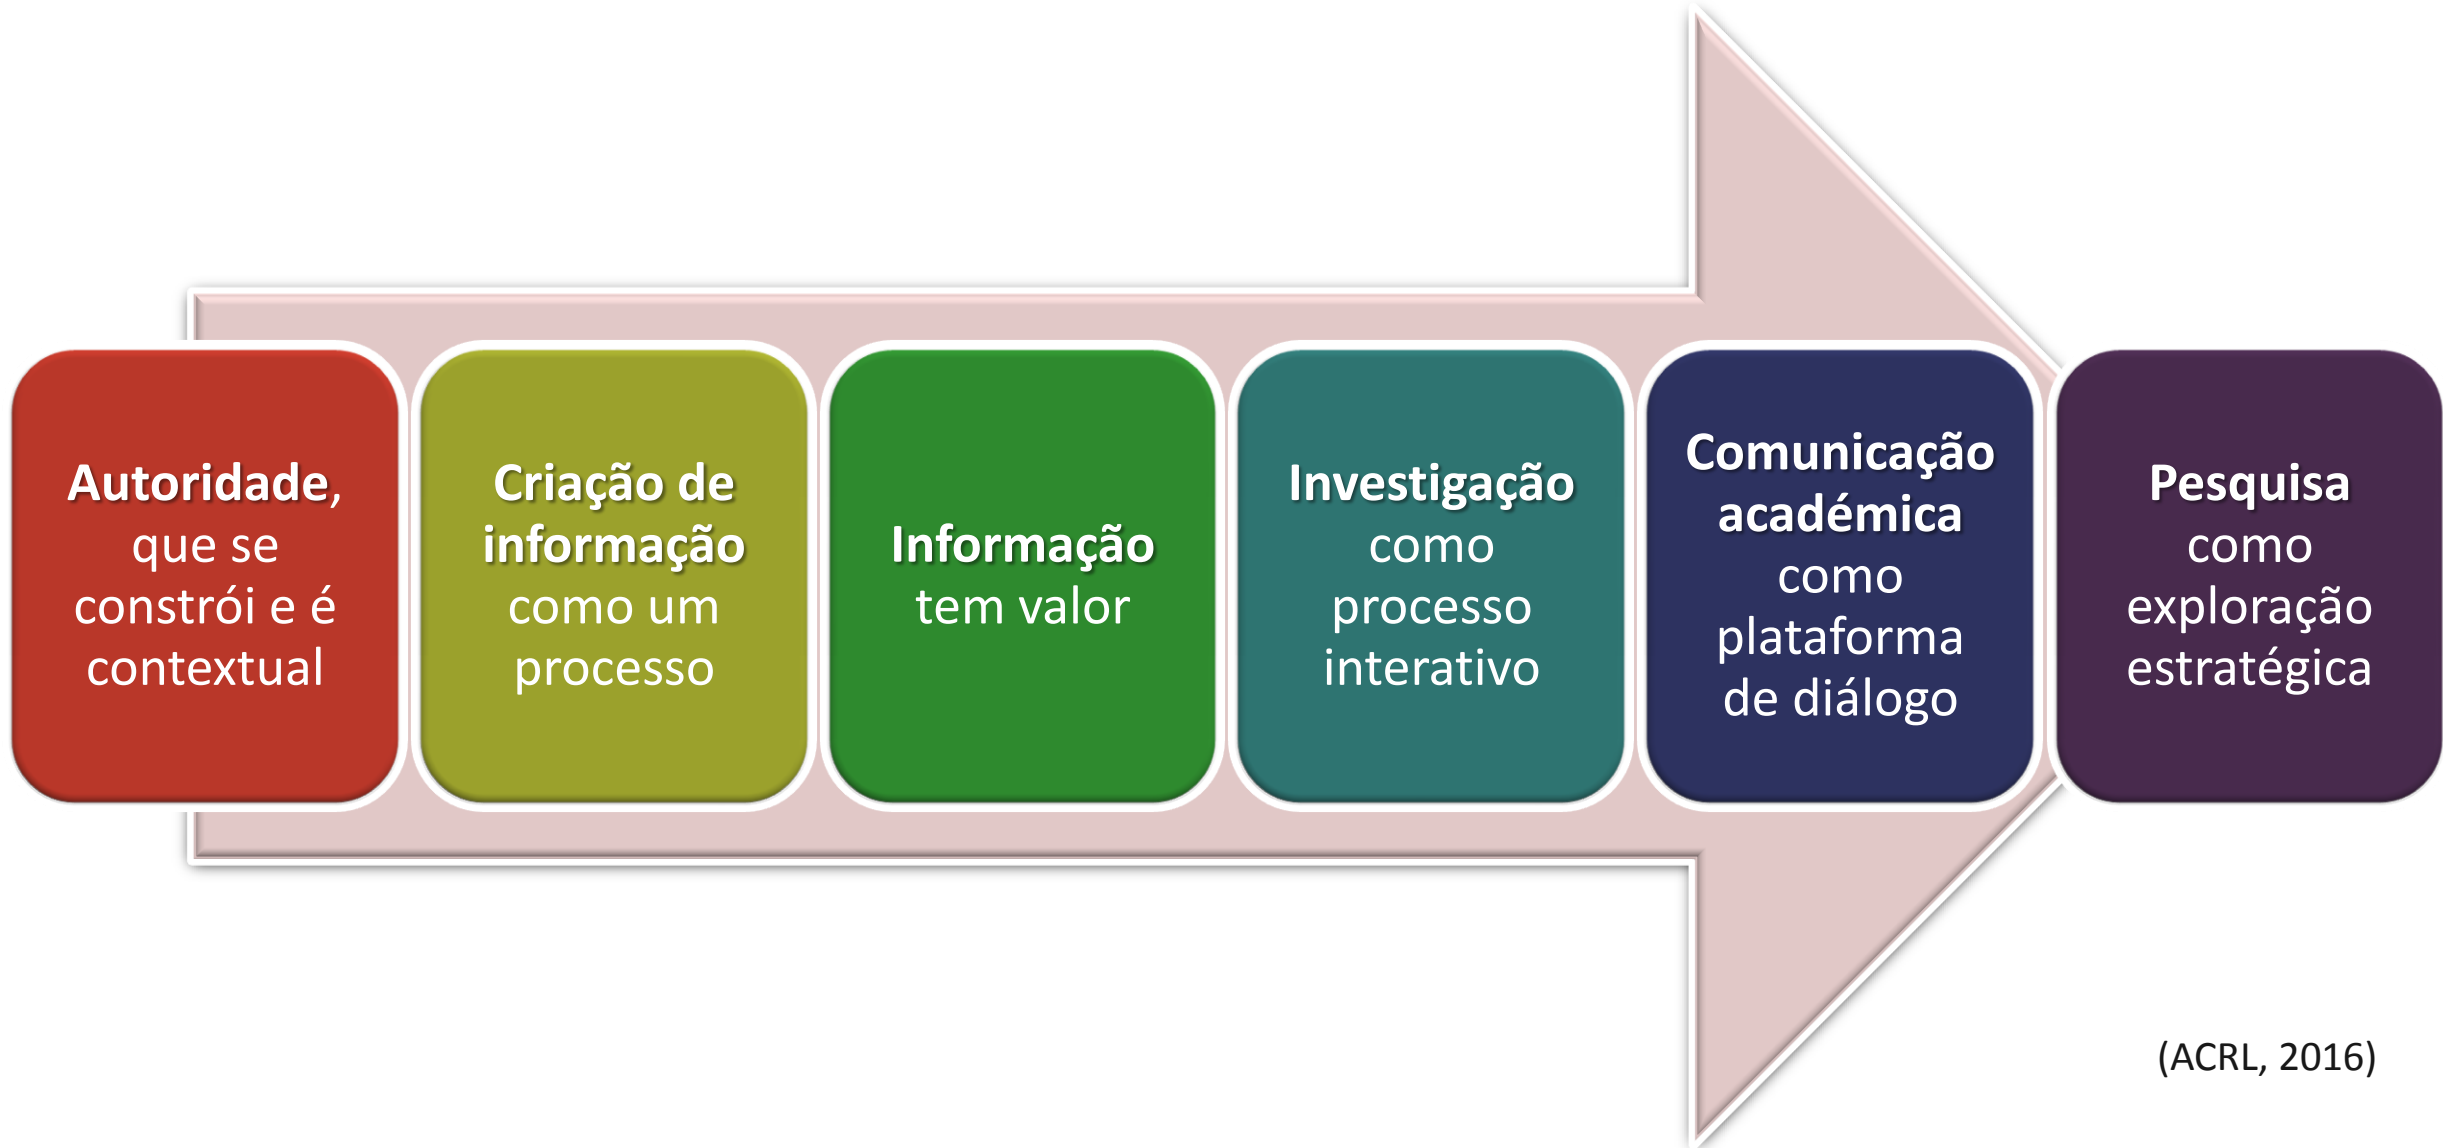 Autoridade,
que se
constrói e é
contextual
Criação de
informação
como um
processo
Informação
tem valor
Investigação
como
processo
interativo
Comunicação
académica
como
plataforma
de diálogo
Pesquisa
como
exploração
estratégica
(ACRL, 2016)